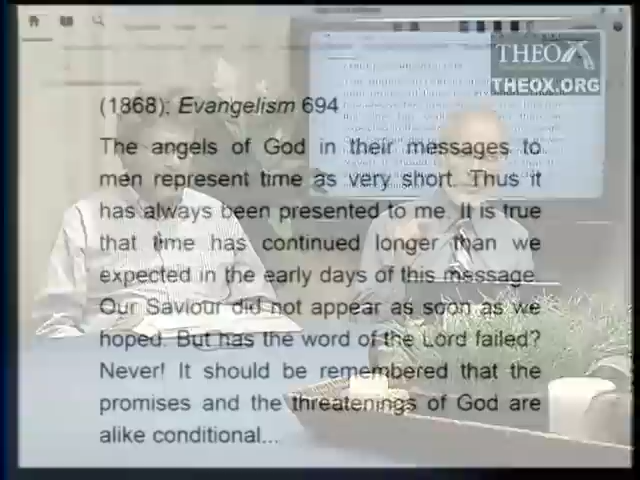 THEOX
THEOX.ORG
(1868); Evangelism 694
The angels of God in their messages to
men represent time as very short. Thus it
has always been presented to me. It is true
that time has continued longer than we
expected in the early days of this message.
Our Saviour did not appear as soon as we
hoped. But has the word of the Lord failed?
Never! It should be remembered that the
promises and the threatenings of God are
alike conditional...